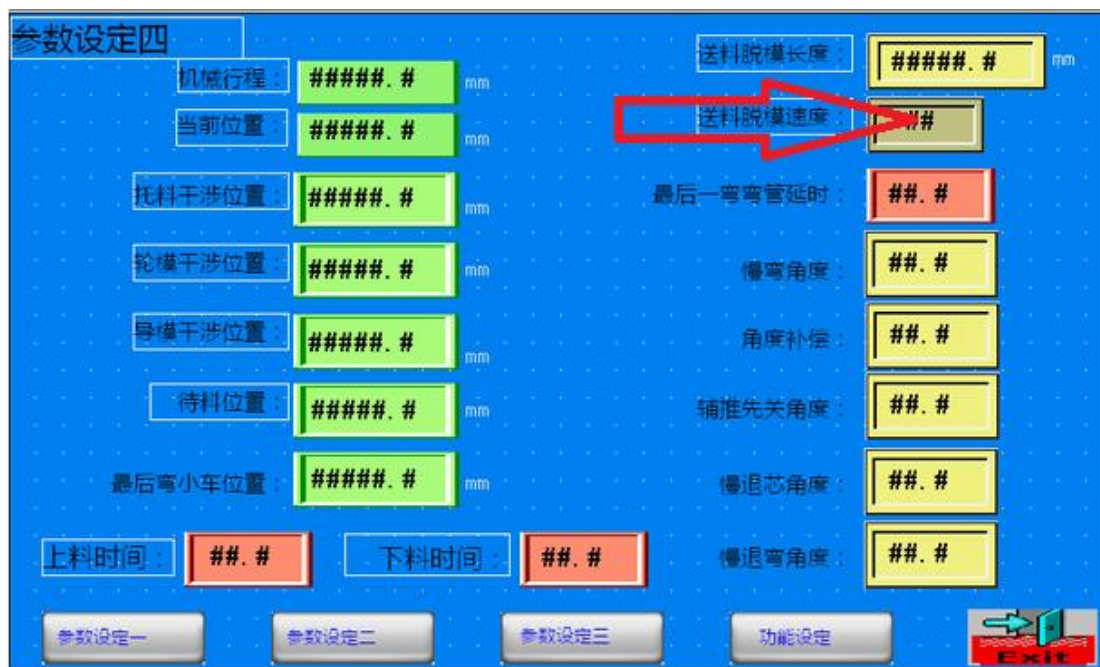 参数设定四
机械行程： #####.# mm
当前位置： #####.# mm
托料干涉位置： #####.# mm
轮模干涉位置： #####.# mm
导模干涉位置： #####.# mm
待料位置： #####.# mm
最后弯小车位置： #####.# mm
上料时间： ##.#
下料时间： ##.#
送料脱模长度： #####.# mm
送料脱模速度： ##
最后一弯弯管延时： ##.#
慢弯角度： ##.#
角度补偿： ##.#
辅推先关角度： ##.#
慢退芯角度： ##.#
慢退弯角度： ##.#
参数设定一
参数设定二
参数设定三
功能设定
Exit